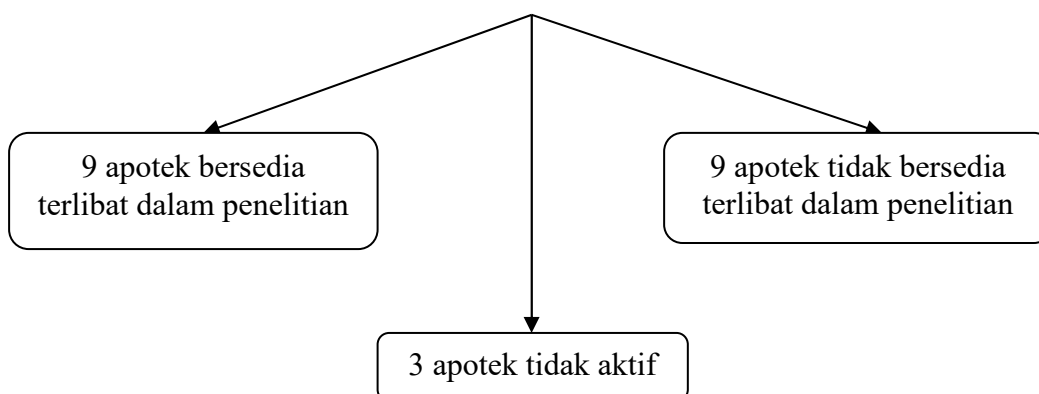 9 apotek bersedia
terlibat dalam penelitian
9 apotek tidak bersedia
terlibat dalam penelitian
3 apotek tidak aktif